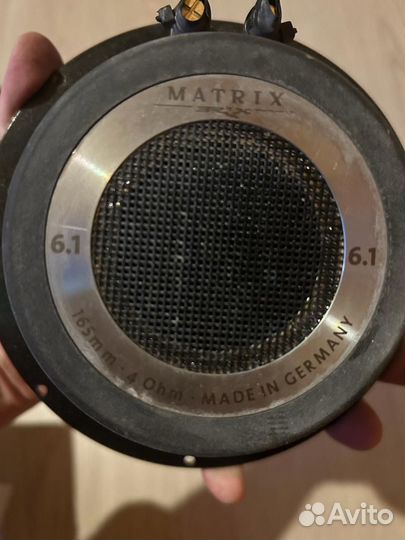 MATRIX
6.1
6.1
165mm · 4 Ohm · MADE IN GERMANY
Avito